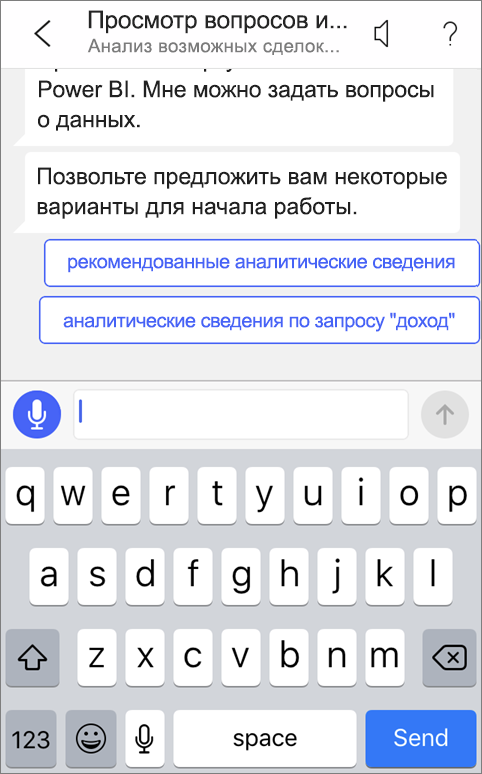 Просмотр вопросов и...
Анализ возможных сделок...
Power BI. Мне можно задать вопросы
о данных.
Позвольте предложить вам некоторые
варианты для начала работы.
рекомендованные аналитические сведения
аналитические сведения по запросу "доход"
q w e r t y u i o p
a s d f g h j k l
z x c v b n m
123 space Send